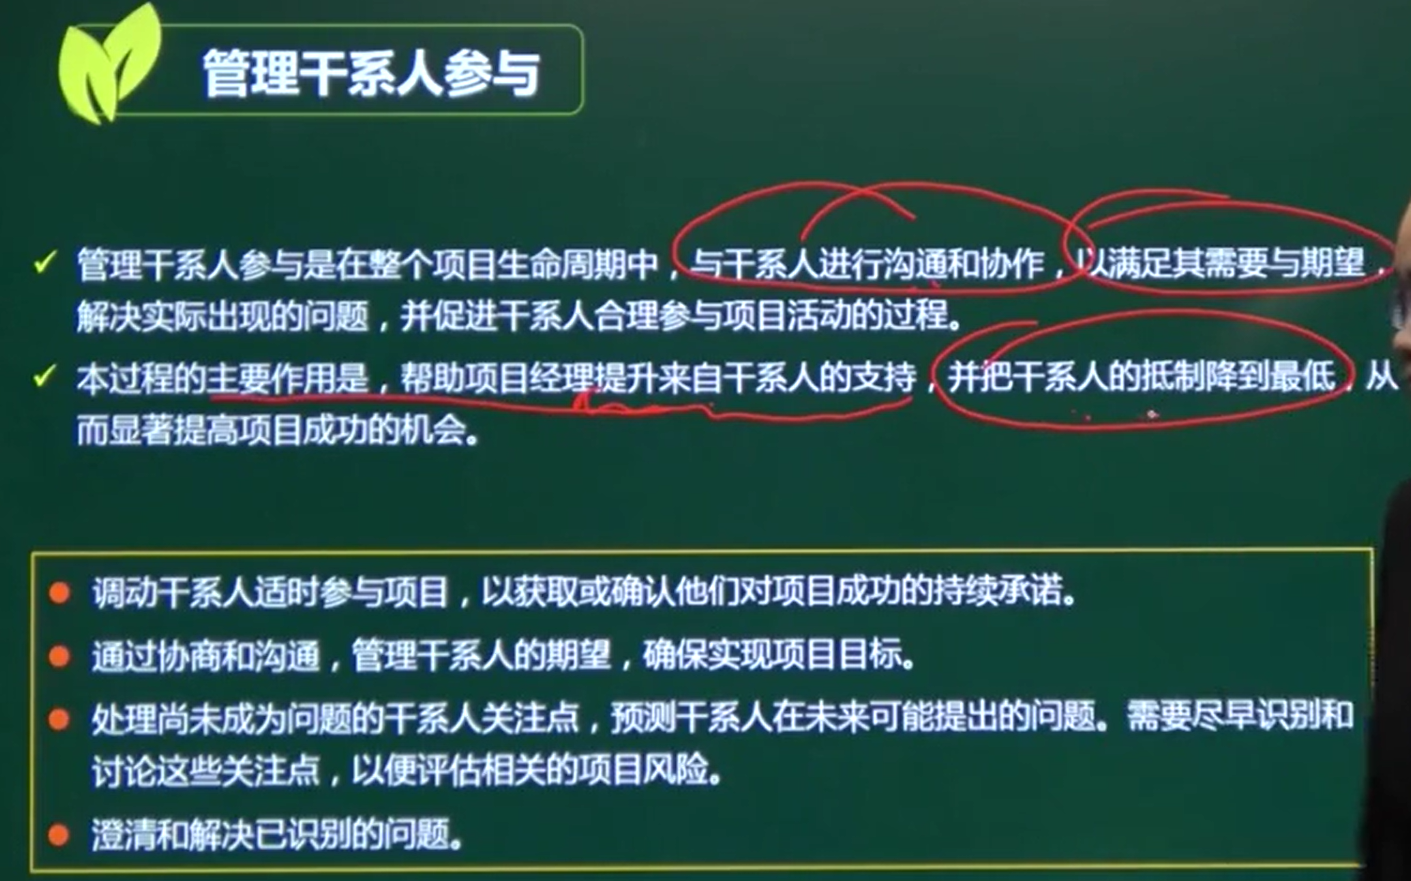 管理干系人参与
管理干系人参与是在整个项目生命周期中，与干系人进行沟通和协作，以满足其需要与期望，
解决实际出现的问题，并促进干系人合理参与项目活动的过程。
本过程的主要作用是，帮助项目经理提升来自干系人的支持，并把干系人的抵制降到最低，从
而显著提高项目成功的机会。
调动干系人适时参与项目，以获取或确认他们对项目成功的持续承诺。
通过协商和沟通，管理干系人的期望，确保实现项目目标。
处理尚未成为问题的干系人关注点，预测干系人在未来可能提出的问题。需要尽早识别和
讨论这些关注点，以便评估相关的项目风险。
澄清和解决已识别的问题。